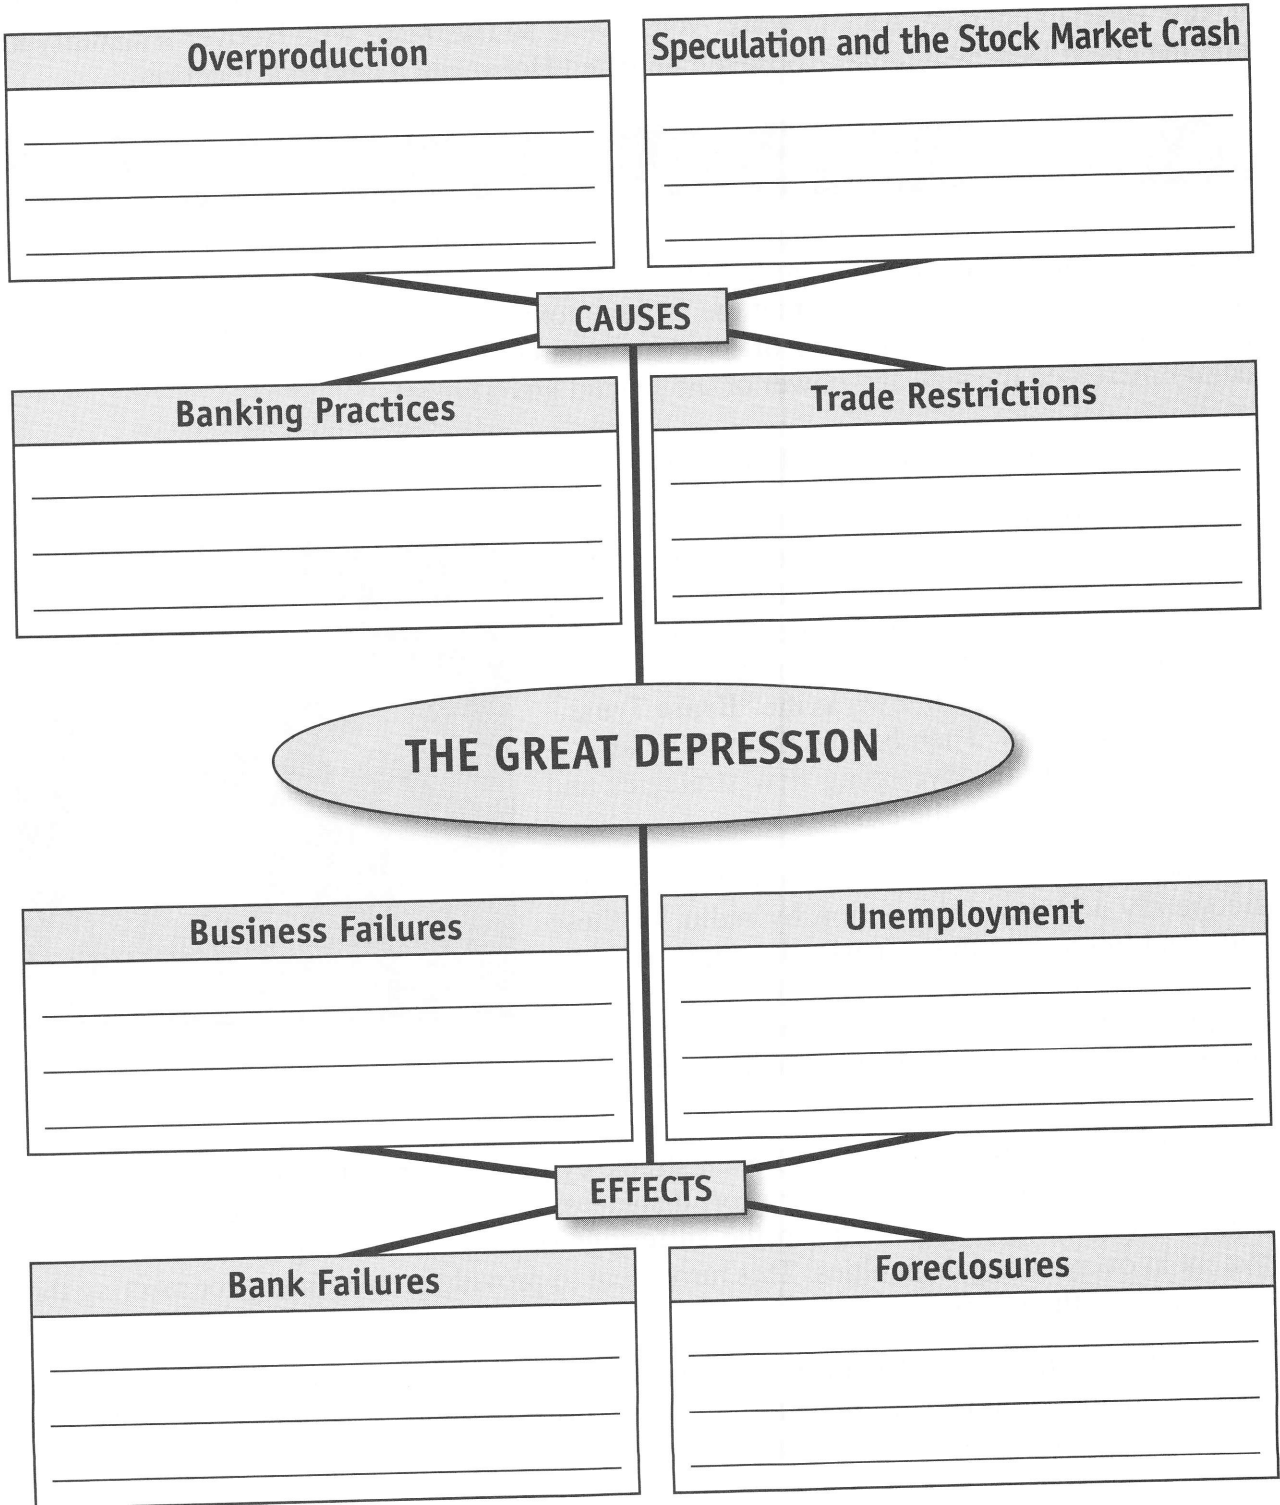 Overproduction
Speculation and the Stock Market Crash
CAUSES
Banking Practices
Trade Restrictions
THE GREAT DEPRESSION
Business Failures
Unemployment
EFFECTS
Bank Failures
Foreclosures